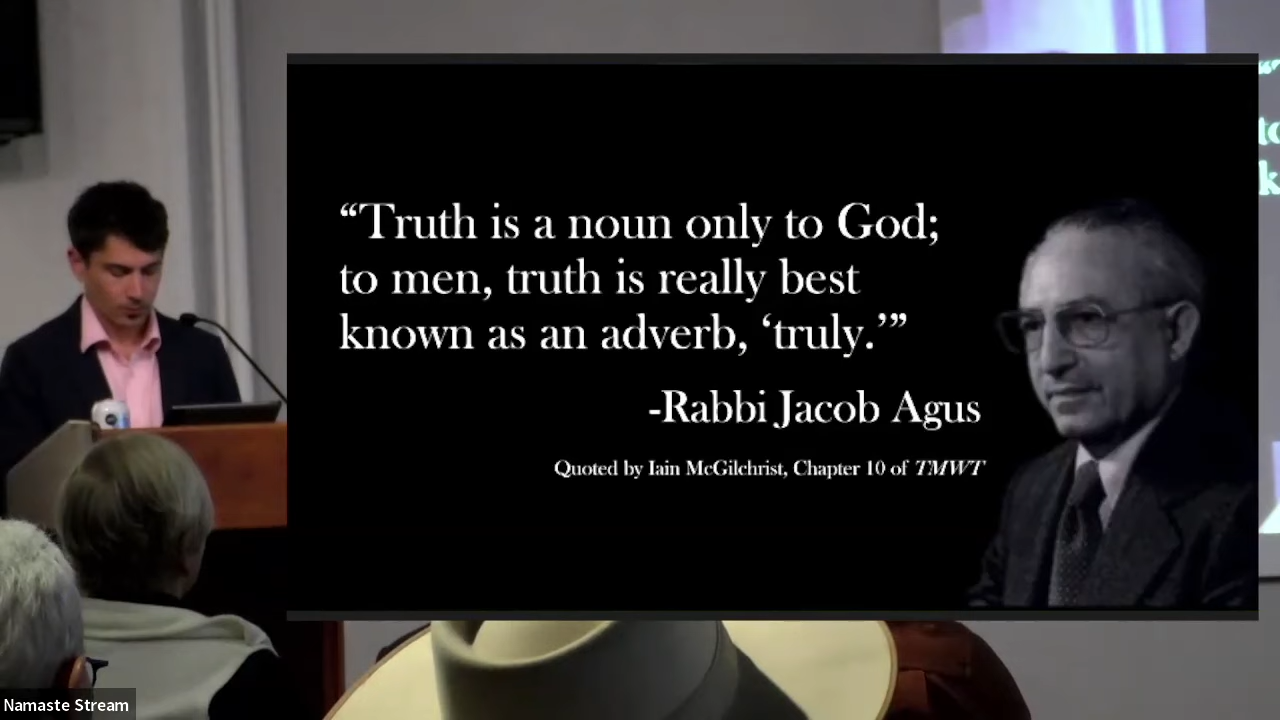 “Truth is a noun only to God;
to men, truth is really best
known as an adverb, ‘truly.’”
-Rabbi Jacob Agus
Quoted by Iain McGilchrist, Chapter 10 of TMWT
Namaste Stream